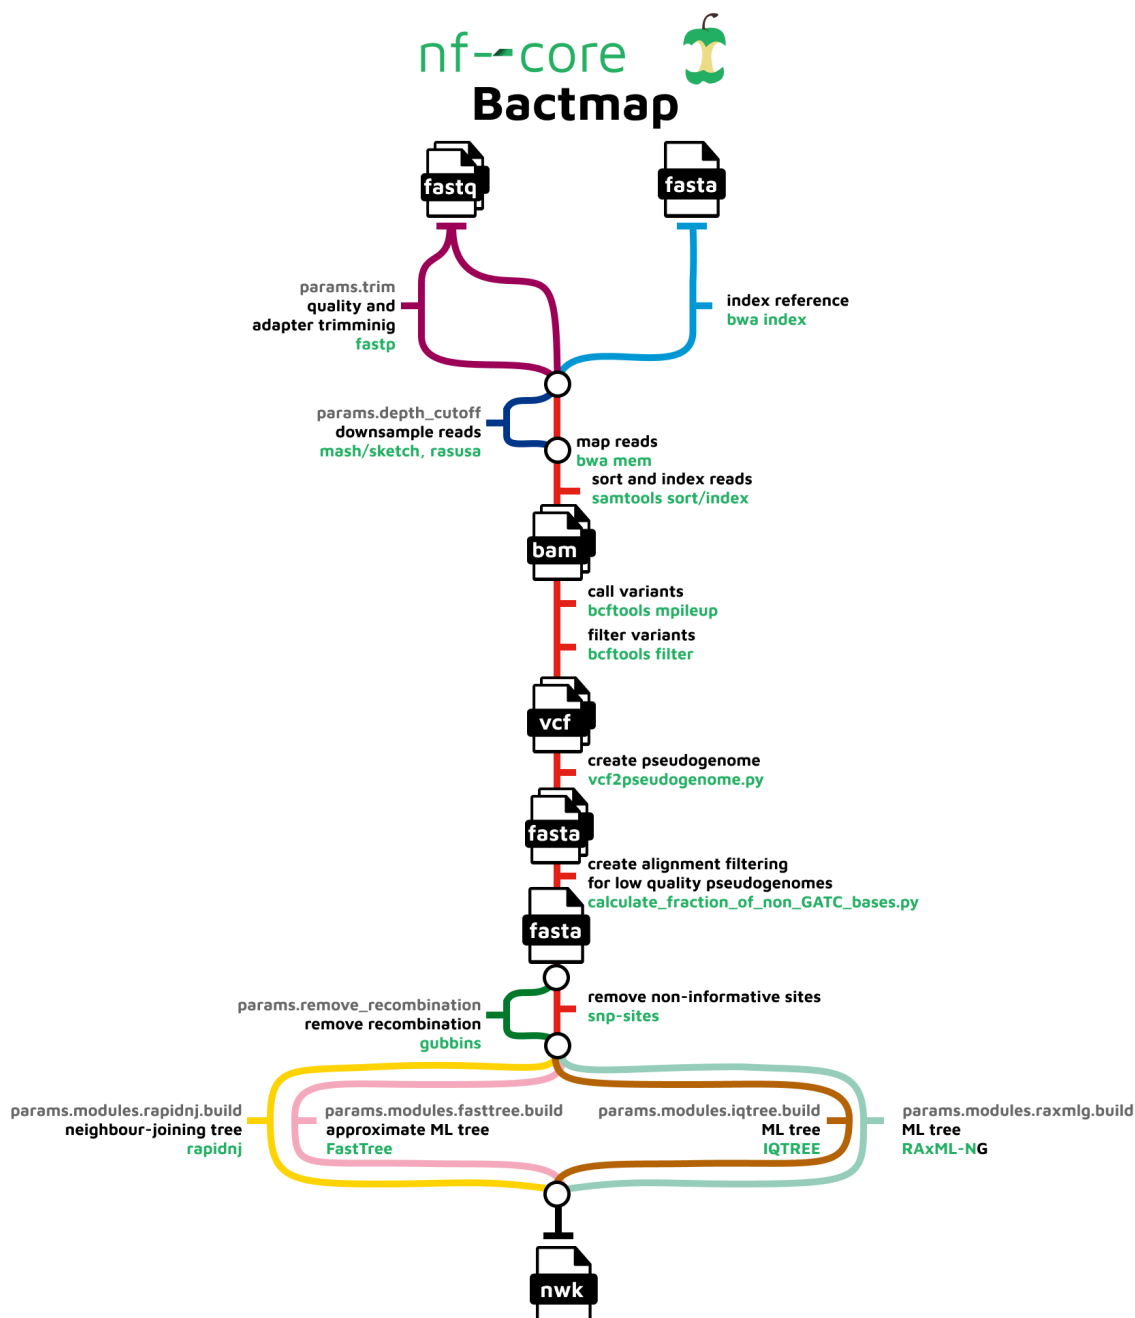 nf-core
Bactmap
fastq
fasta
params.trim
quality and
adapter trimminig
fastp
index reference
bwa index
params.depth_cutoff
downsample reads
mash/sketch, rasusa
map reads
bwa mem
sort and index reads
samtools sort/index
bam
call variants
bcftools mpileup
filter variants
bcftools filter
vcf
create pseudogenome
vcf2pseudogenome.py
fasta
create alignment filtering
for low quality pseudogenomes
calculate_fraction_of_non_GATC_bases.py
fasta
params.remove_recombination
remove recombination
gubbins
remove non-informative sites
snp-sites
params.modules.rapidnj.build
neighbour-joining tree
rapidnj
params.modules.fasttree.build
approximate ML tree
FastTree
params.modules.iqtree.build
ML tree
IQTREE
params.modules.raxmlg.build
ML tree
RAxML-NG
nwk